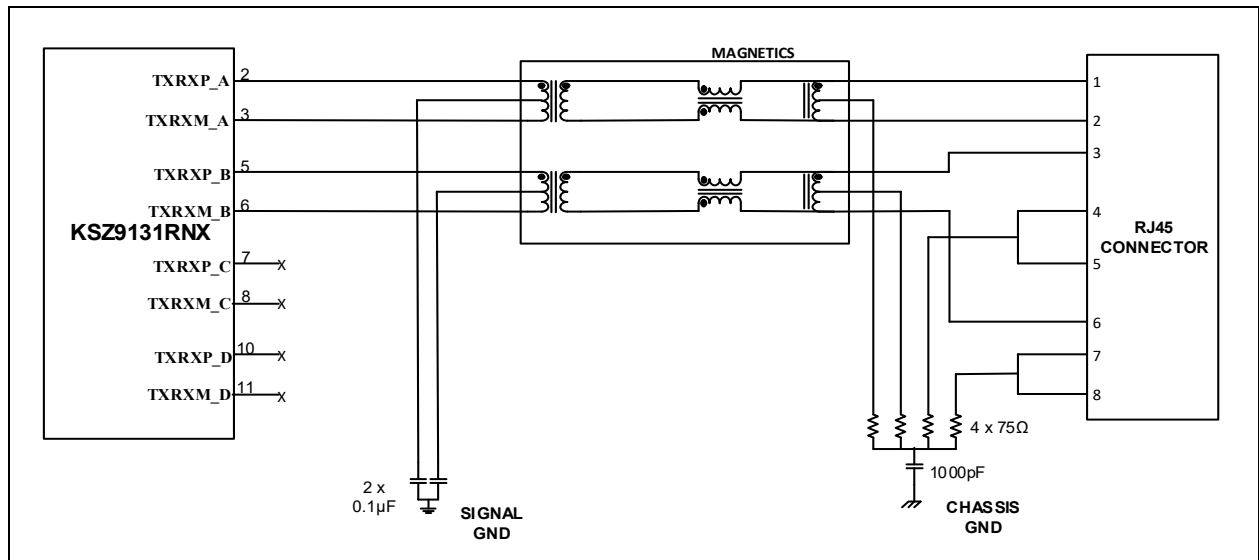 MAGNETICS
TXRXP_A 2
TXRXM_A 3
TXRXP_B 5
TXRXM_B 6
KSZ9131RNX
TXRXP_C 7 X
TXRXM_C 8 X
TXRXP_D 10 X
TXRXM_D 11 X
1
2
3
4
5
6
7
8
RJ45
CONNECTOR
4 x 75Ω
1000pF
CHASSIS
GND
2 x
0.1µF
SIGNAL
GND